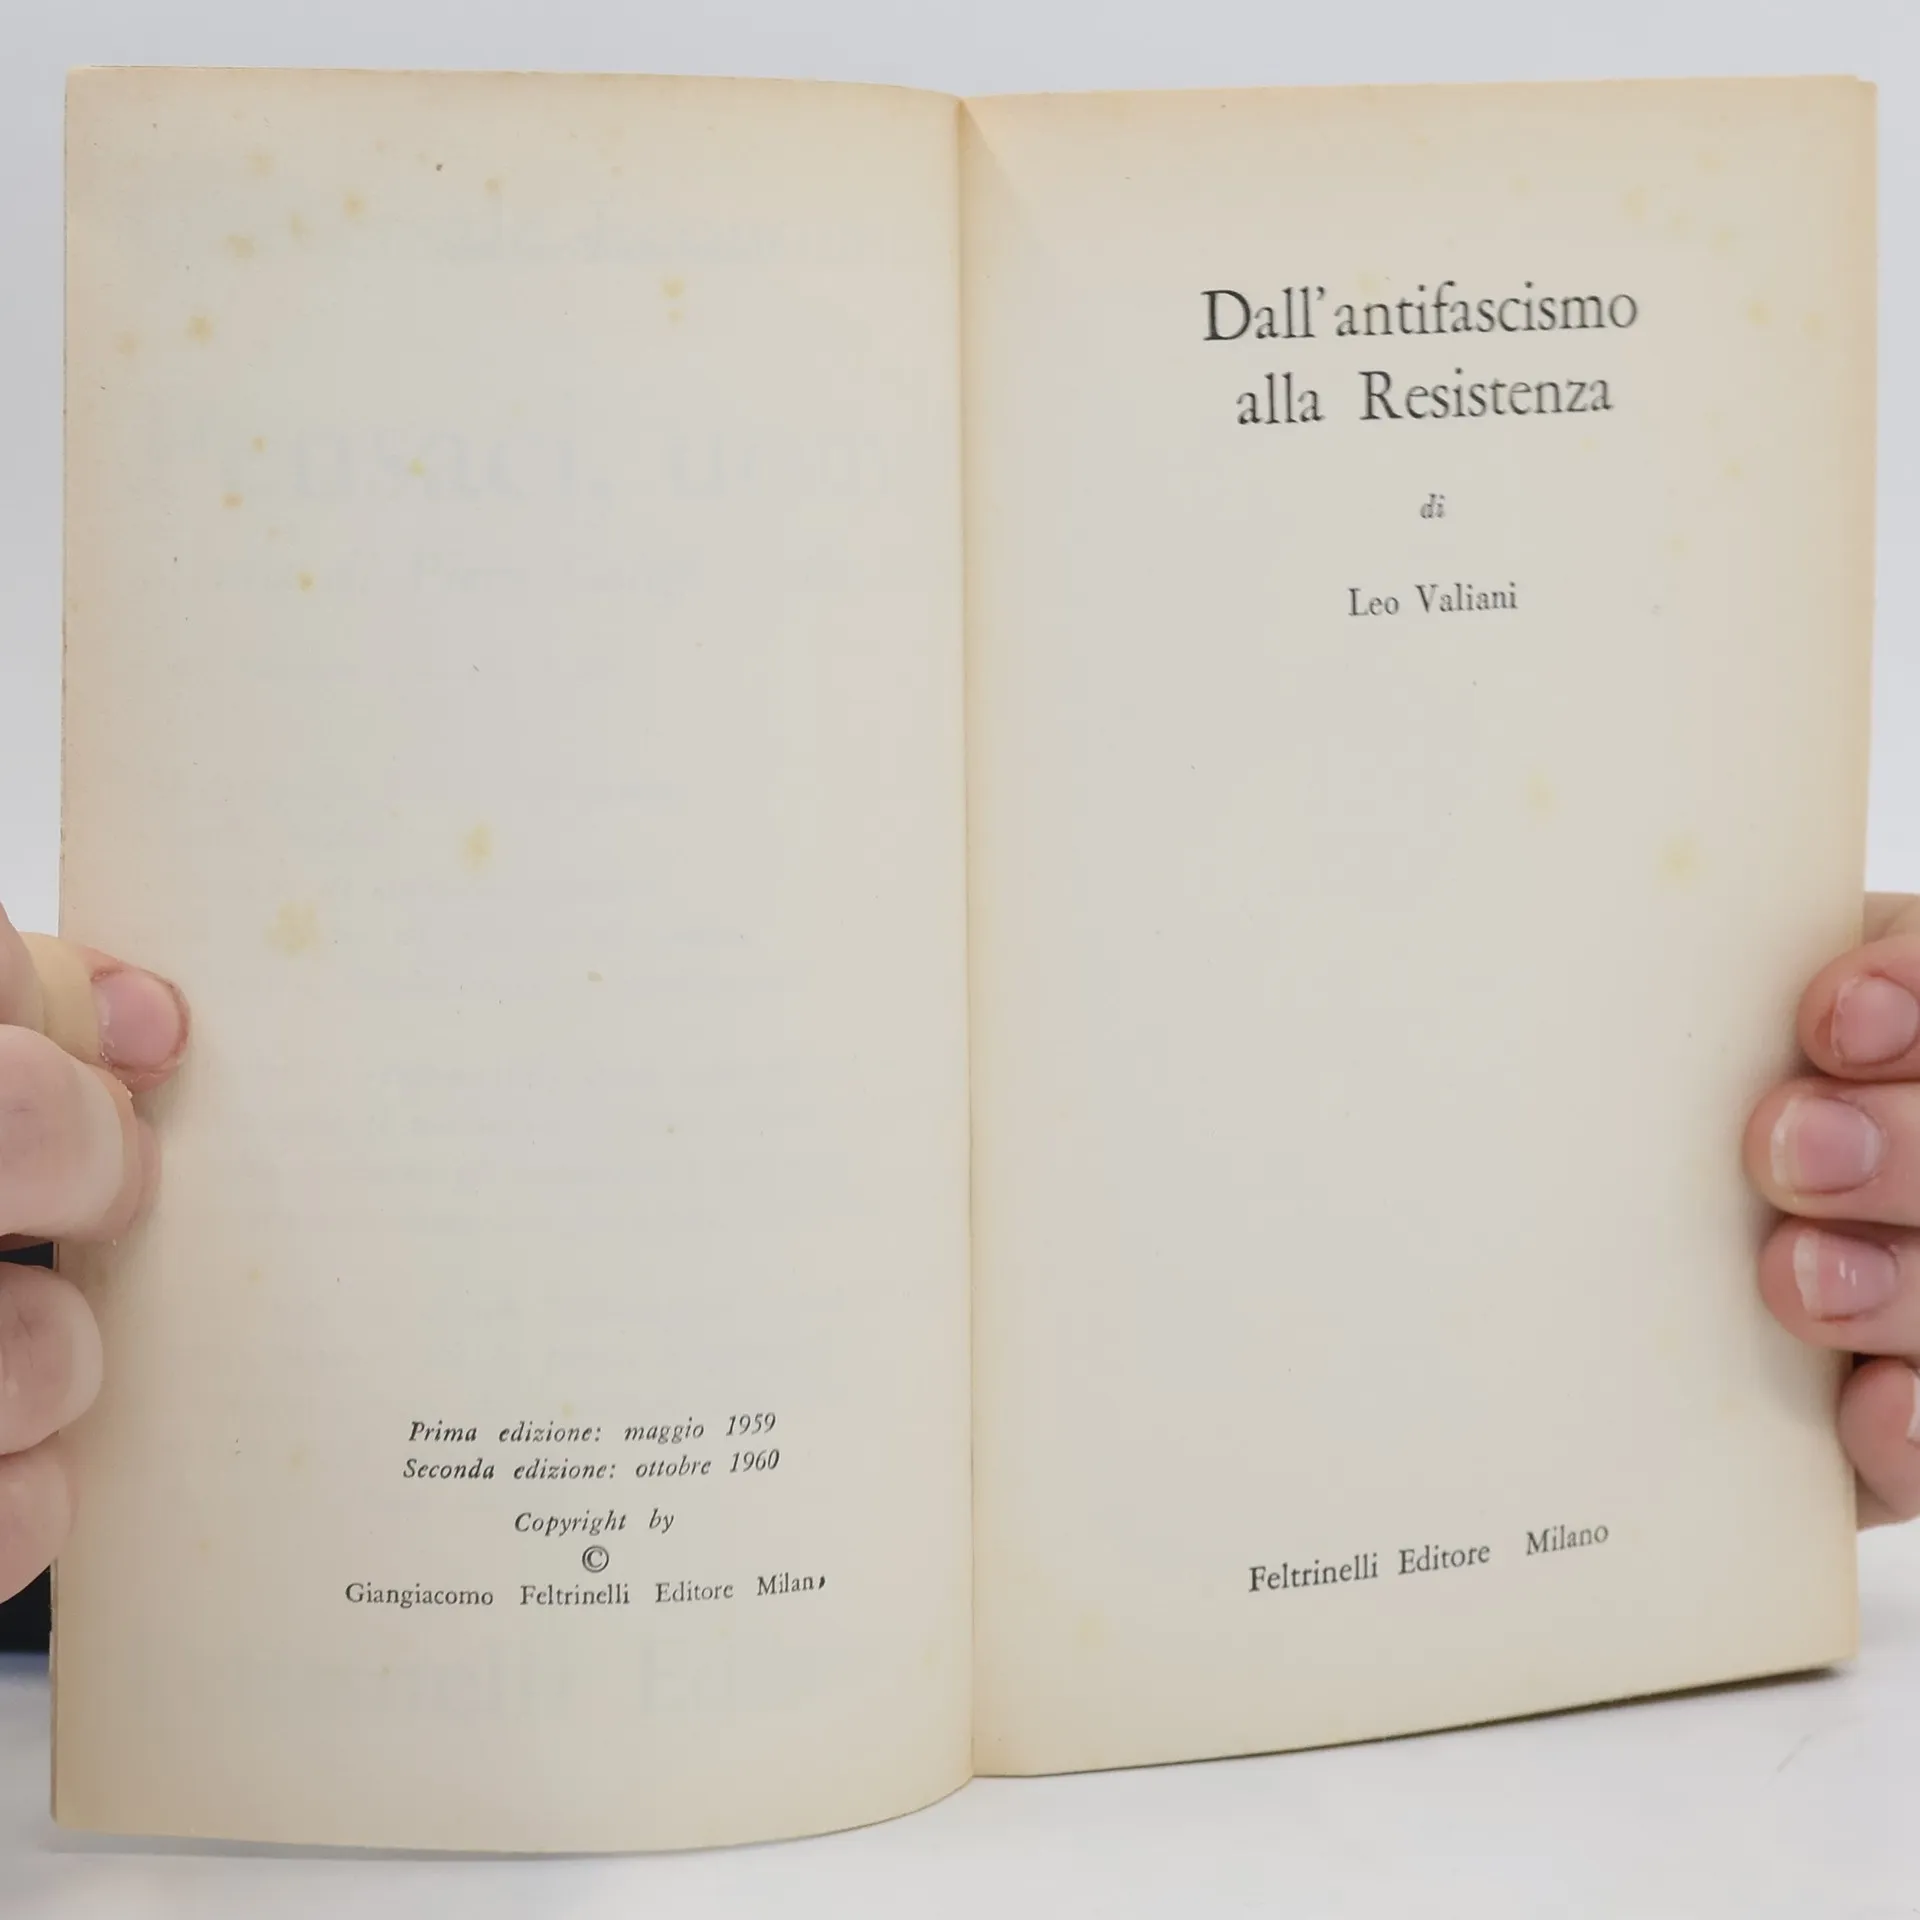 Prima edizione: maggio 1959
Seconda edizione: ottobre 1960
Copyright by
©
Giangiacomo Feltrinelli Editore Milano
Dall'antifascismo
alla Resistenza
di
Leo Valiani
Feltrinelli Editore Milano